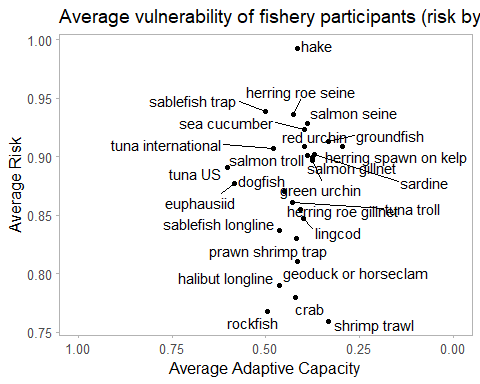 Average vulnerability of fishery participants (risk by
1.00
hake
herring roe seine
0.95
sablefish trap
salmon seine
sea cucumber
red urchin
groundfish
tuna international
0.90
salmon troll
herring spawn on kelp
salmon gillnet
tuna US
dogfish
sardine
green urchin
euphausiid
herring roe gillnet
tuna troll
0.85
sablefish longline
lingcod
prawn shrimp trap
0.80
halibut longline
geoduck or horseclam
crab
rockfish
shrimp trawl
0.75
Average Risk
1.00 0.75 0.50 0.25 0.00
Average Adaptive Capacity